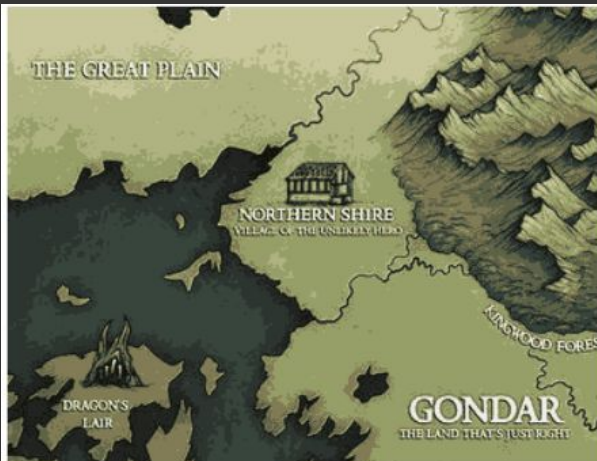 THE GREAT PLAIN
NORTHERN SHIRE
VILLAGE OF THE UNLIKELY HERO
KINGWOOD FORES
DRAGON'S
LAIR
GONDAR
THE LAND THAT'S JUST RIGHT